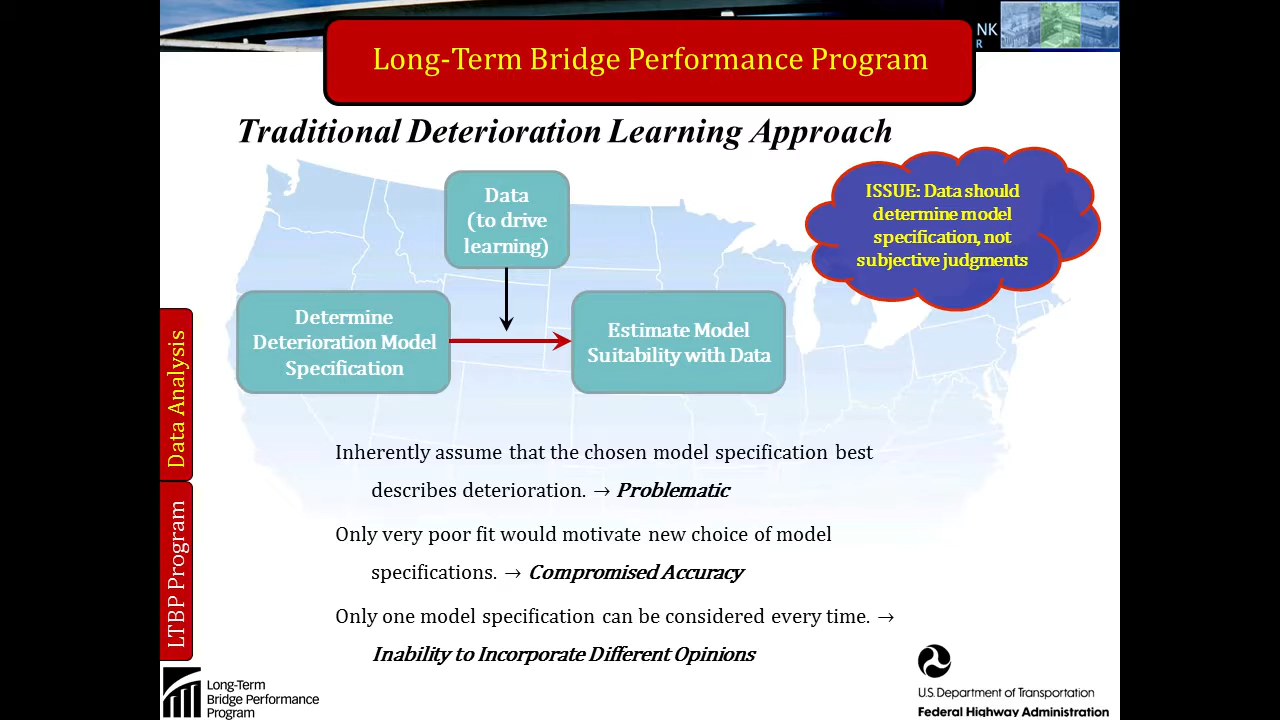 NK
R
Long-Term Bridge Performance Program
Traditional Deterioration Learning Approach
Data
(to drive
learning)
ISSUE: Data should
determine model
specification, not
subjective judgments
Determine
Deterioration Model
Specification
Estimate Model
Suitability with Data
Data Analysis
LTBP Program
Inherently assume that the chosen model specification best
describes deterioration. → Problematic
Only very poor fit would motivate new choice of model
specifications. → Compromised Accuracy
Only one model specification can be considered every time. →
Inability to Incorporate Different Opinions
Long-Term
Bridge Performance
Program
U.S. Department of Transportation
Federal Highway Administration